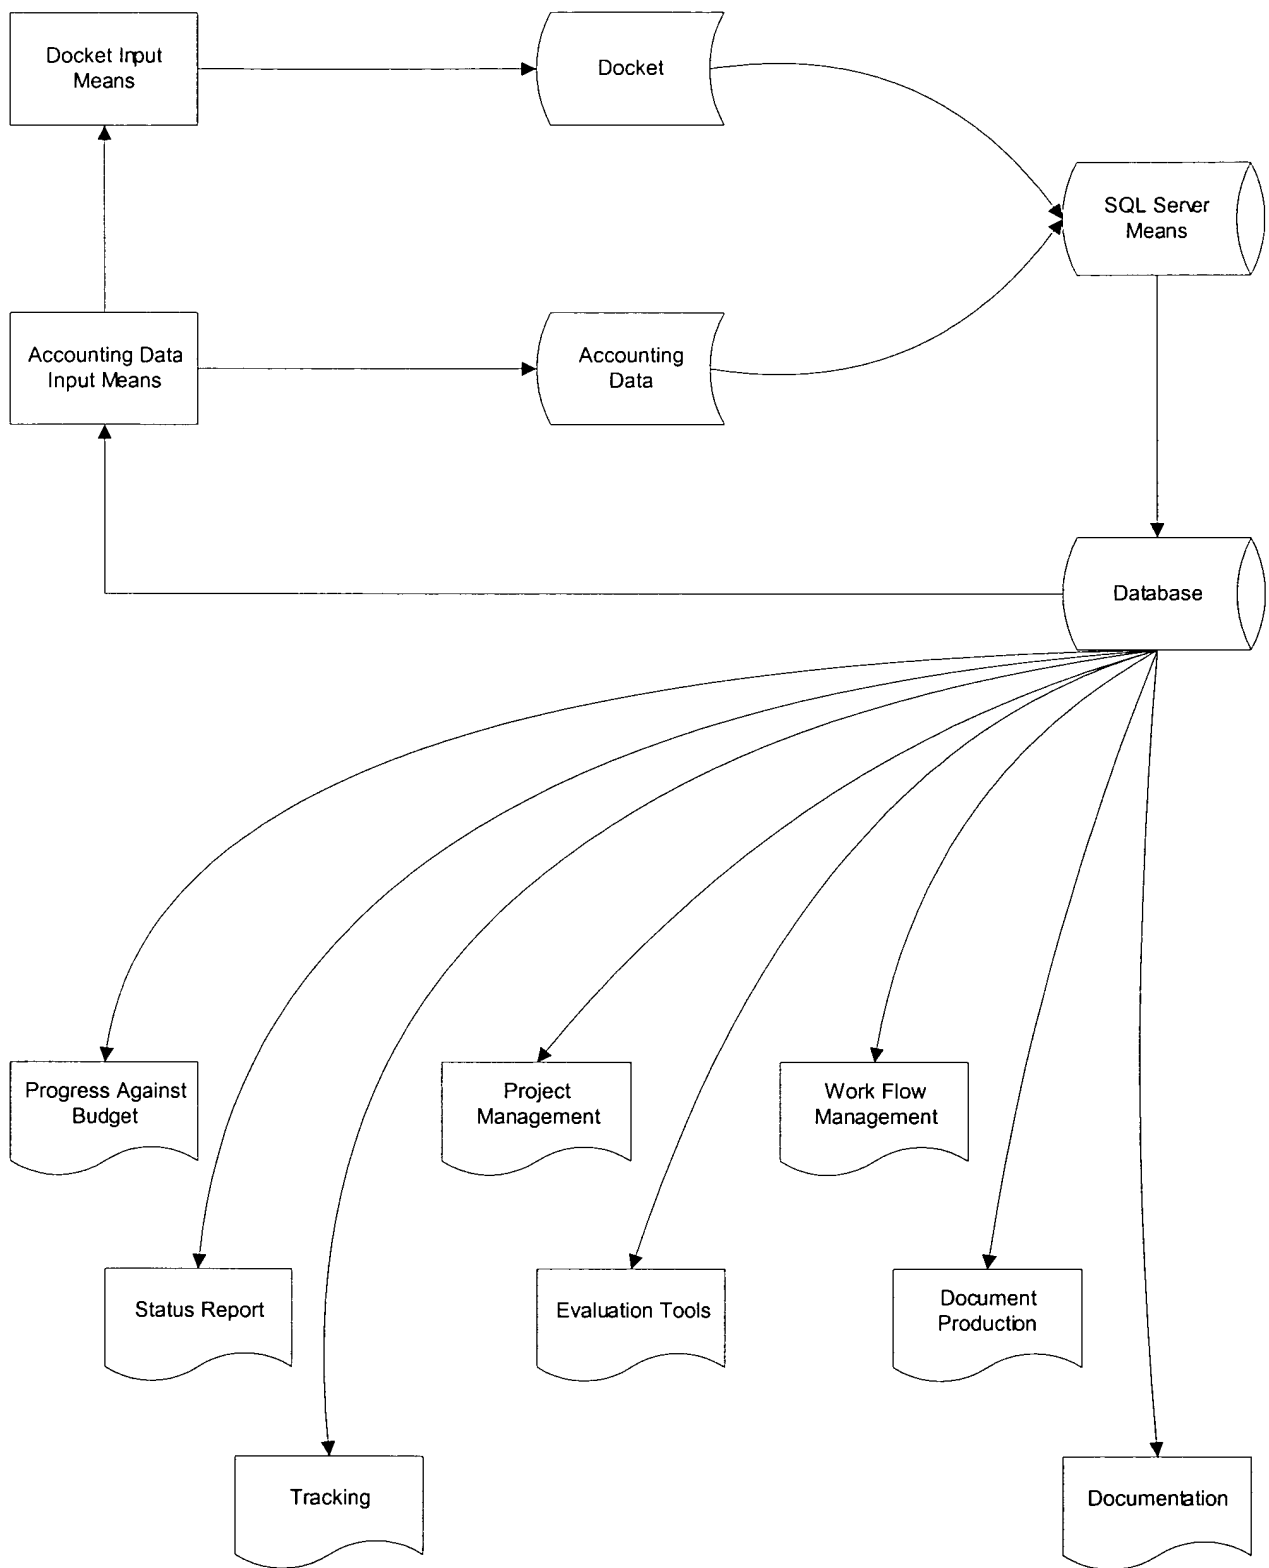 Docket Input
Means
Docket
SQL Server
Means
Accounting Data
Input Means
Accounting
Data
Database
Progress Against
Budget
Project
Management
Work Flow
Management
Status Report
Evaluation Tools
Document
Production
Tracking
Documentation